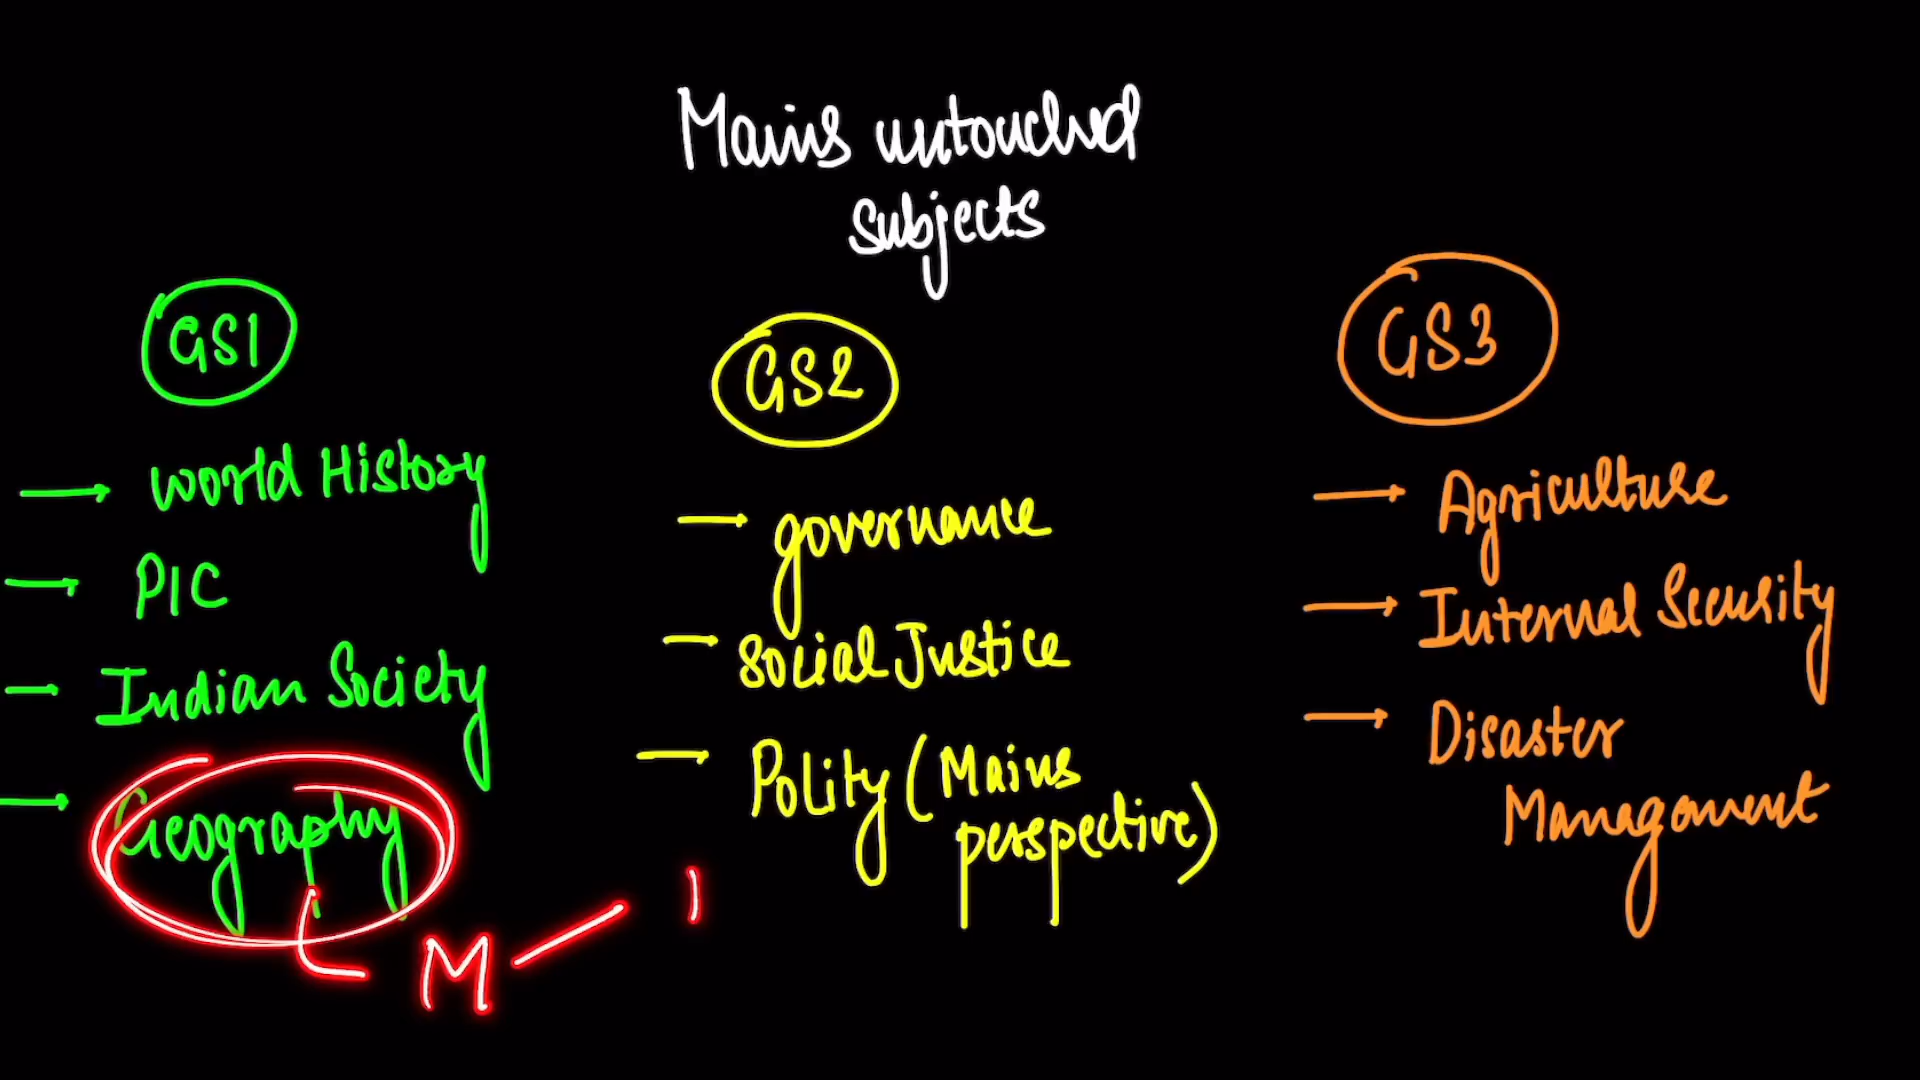 Mains untouched
subjects
GS1
→ World History
→ PIC
→ Indian Society
→ Geography
M
GS2
→ governance
→ Social Justice
→ Polity (Mains
perspective)
GS3
→ Agriculture
→ Internal Security
→ Disaster
Management